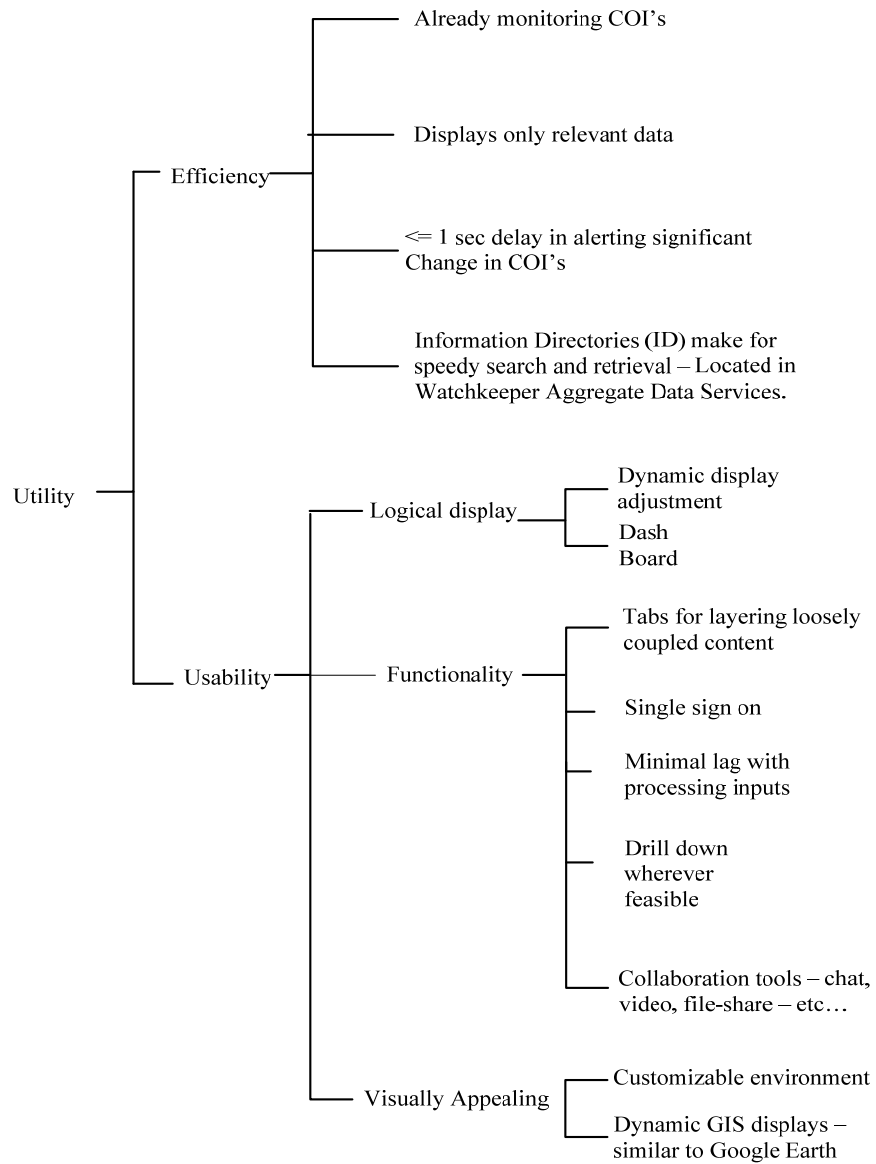 Already monitoring COI's
Displays only relevant data
Efficiency
<= 1 sec delay in alerting significant
Change in COI's
Information Directories (ID) make for
speedy search and retrieval – Located in
Watchkeeper Aggregate Data Services.
Utility
Dynamic display
adjustment
Logical display
Dash
Board
Tabs for layering loosely
coupled content
Usability
Functionality
Single sign on
Minimal lag with
processing inputs
Drill down
wherever
feasible
Collaboration tools – chat,
video, file-share – etc…
Visually Appealing
Customizable environment
Dynamic GIS displays –
similar to Google Earth